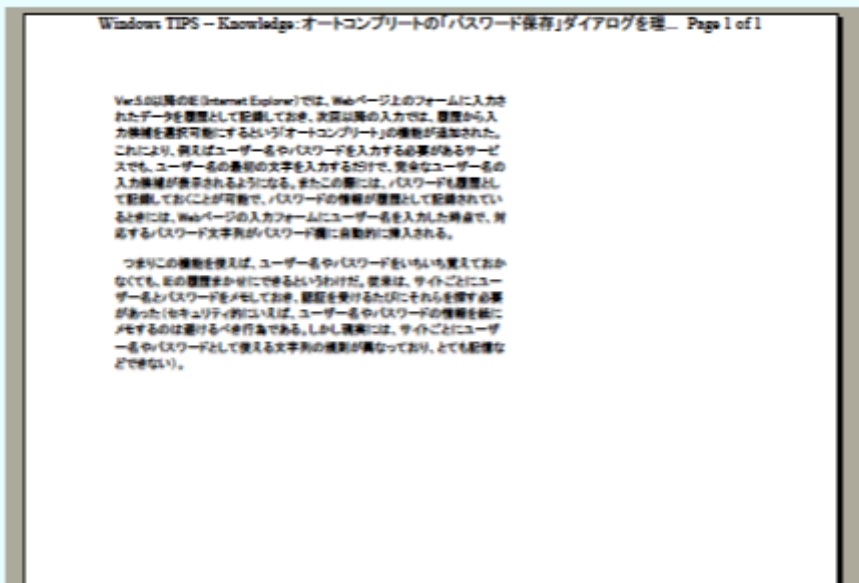 Windows TIPS -- Knowledge:オートコンプリートの「パスワード保存」ダイアログを理... Page 1 of 1
Ver.5.0以降のIE(Internet Explorer)では、Webページ上のフォームに入力さ
れたデータを履歴として記録しておき、次回以降の入力では、履歴から入
力候補を選択可能にするという「オートコンプリート」の機能が追加された。
これにより、例えばユーザー名やパスワードを入力する必要があるサービ
スでも、ユーザー名の最初の文字を入力するだけで、完全なユーザー名の
入力候補が表示されるようになる。またこの際には、パスワードも履歴とし
て記録しておくことが可能で、パスワードの情報が履歴として記録されてい
るときには、Webページの入力フォームにユーザー名を入力した時点で、対
応するパスワード文字列がパスワード欄に自動的に挿入される。
つまりこの機能を使えば、ユーザー名やパスワードをいちいち覚えておか
なくても、IEの履歴まかせにできるというわけだ。従来は、サイトごとにユー
ザー名とパスワードをメモしておき、認証を受けるたびにそれらを探す必要
があった(セキュリティ的にいえば、ユーザー名やパスワードの情報を紙に
メモするのは避けるべき行為である。しかし現実には、サイトごとにユーザ
ー名やパスワードとして使える文字列の規則が異なっており、とても記憶な
どできない)。